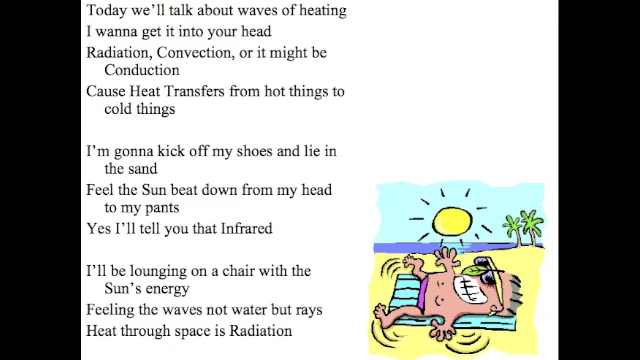 Today we'll talk about waves of heating
I wanna get it into your head
Radiation, Convection, or it might be
Conduction
Cause Heat Transfers from hot things to
cold things
I'm gonna kick off my shoes and lie in
the sand
Feel the Sun beat down from my head
to my pants
Yes I'll tell you that Infrared
I'll be lounging on a chair with the
Sun's energy
Feeling the waves not water but rays
Heat through space is Radiation